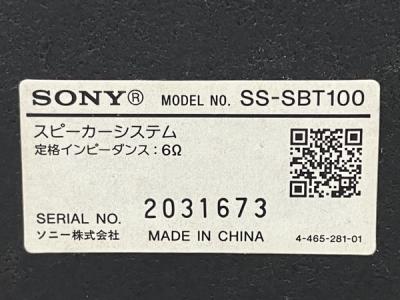 SONY® MODEL NO. SS-SBT100
スピーカーシステム
定格インピーダンス：6Ω
SERIAL NO. 2031673
ソニー株式会社 MADE IN CHINA 4-465-281-01